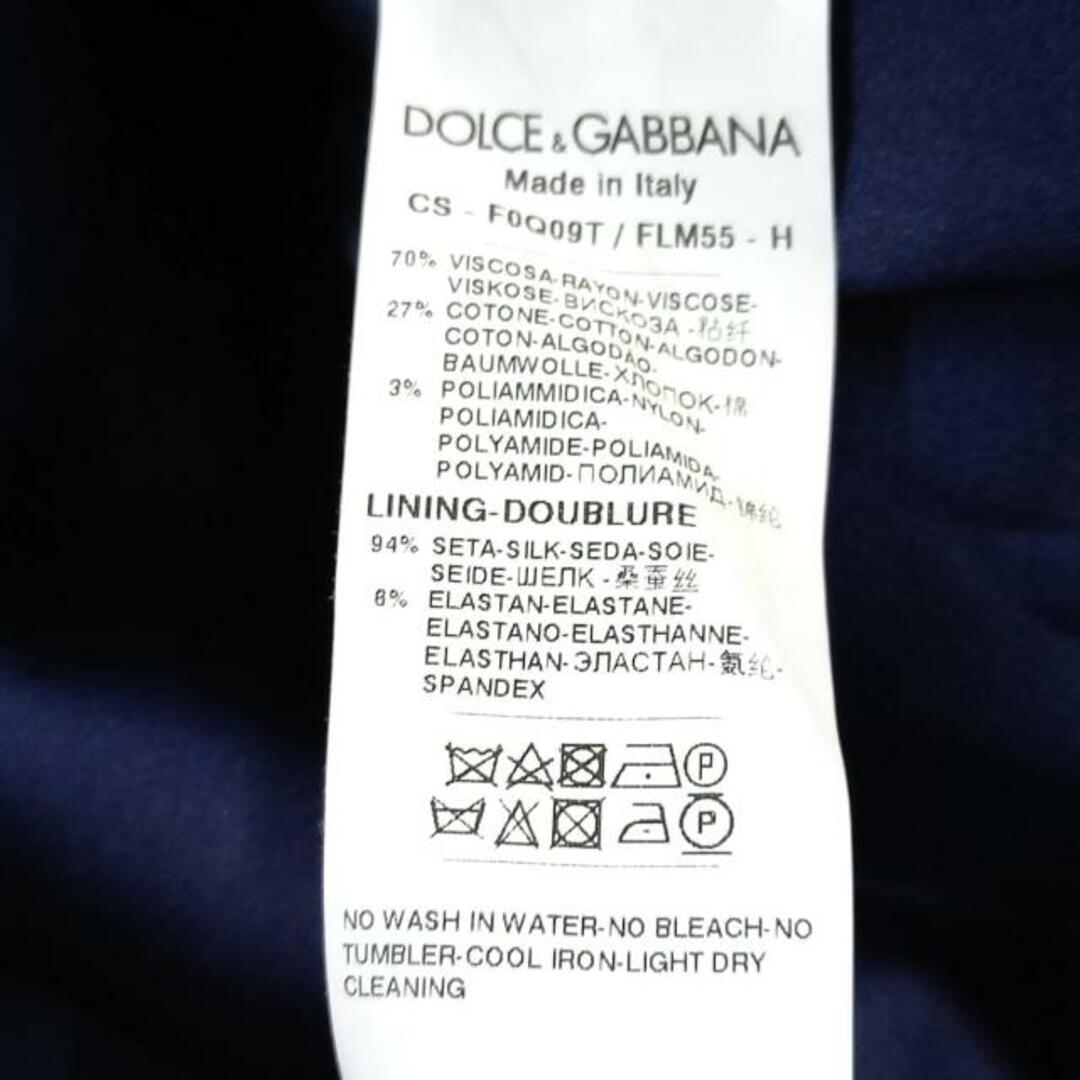 DOLCE & GABBANA
Made in Italy
CS - F0Q09T / FLM55 - H
70% VISCOSA-RAYON-VISCOSE-
VISKOSE-ВИСКОЗА-粘纤
27% COTONE-COTTON-ALGODON-
COTON-ALGODAO-
BAUMWOLLE-ХЛОПОК-棉
3% POLIAMMIDICA-NYLON-
POLIAMIDICA-
POLYAMIDE-POLIAMIDA-
POLYAMID-ПОЛИАМИД-锦纶
LINING-DOUBLURE
94% SETA-SILK-SEDA-SOIE-
SEIDE-ШЕЛК-桑蚕丝
6% ELASTAN-ELASTANE-
ELASTANO-ELASTHANNE-
ELASTHAN-ЭЛАСТАН-氨纶-
SPANDEX
P
P
NO WASH IN WATER-NO BLEACH-NO
TUMBLER-COOL IRON-LIGHT DRY
CLEANING